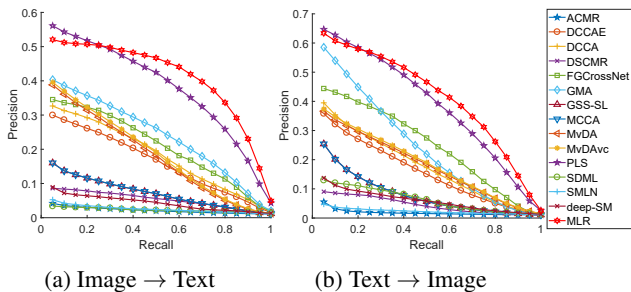 0.6
0.5
0.4
0.3
0.2
0.1
0
Precision
0 0.2 0.4 0.6 0.8 1
Recall
(a) Image → Text
0.7
0.6
0.5
0.4
0.3
0.2
0.1
0
Precision
0 0.2 0.4 0.6 0.8 1
Recall
(b) Text → Image
ACMR
DCCAE
DCCA
DSCMR
FGCrossNet
GMA
GSS-SL
MCCA
MvDA
MvDAvc
PLS
SDML
SMLN
deep-SM
MLR